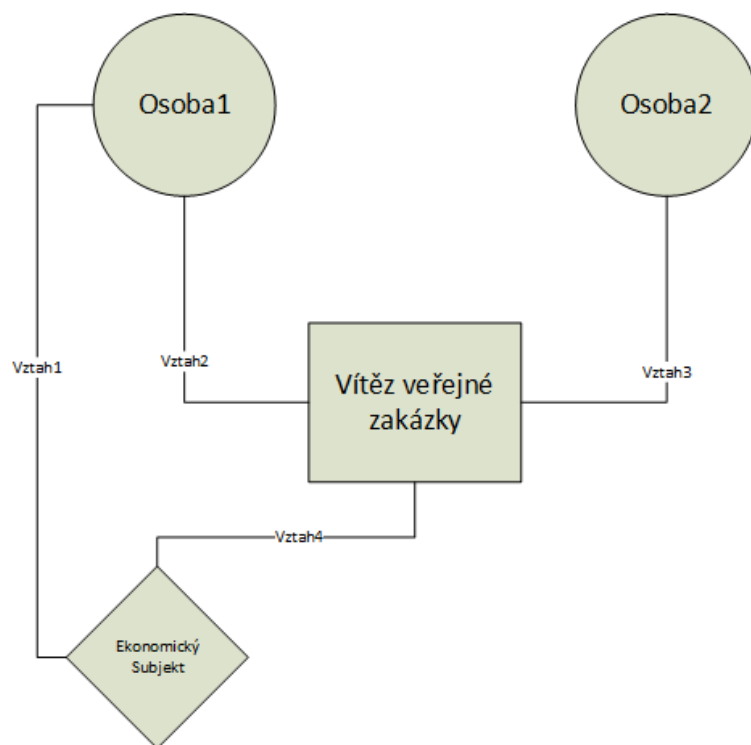 Osoba1
Osoba2
Vztah1
Vztah2
Vítěz veřejné
zakázky
Vztah3
Vztah4
Ekonomický
Subjekt